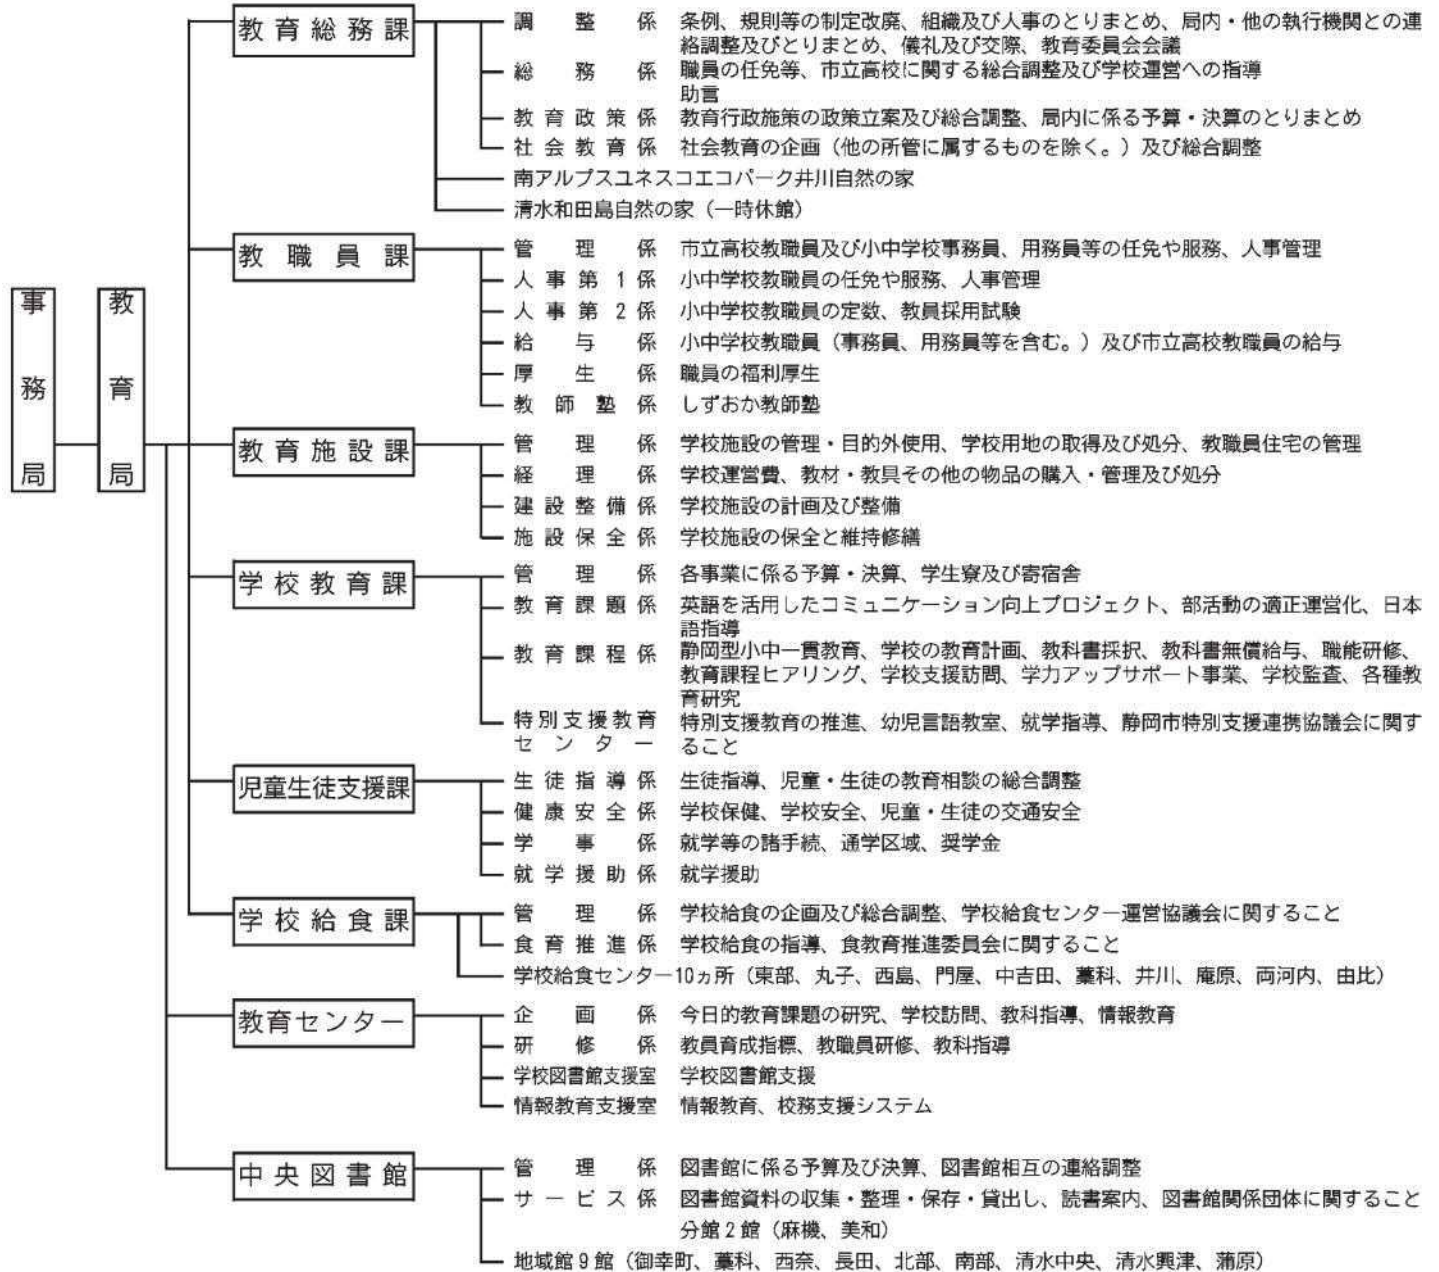 事務局
教育局
教育総務課
調整係 条例、規則等の制定改廃、組織及び人事のとりまとめ、局内・他の執行機関との連
絡調整及びとりまとめ、儀礼及び交際、教育委員会会議
総務係 職員の任免等、市立高校に関する総合調整及び学校運営への指導
助言
教育政策係 教育行政施策の政策立案及び総合調整、局内に係る予算・決算のとりまとめ
社会教育係 社会教育の企画（他の所管に属するものを除く。）及び総合調整
南アルプスユネスコエコパーク井川自然の家
清水和田島自然の家（一時休館）
教職員課
管理係 市立高校教職員及び小中学校事務員、用務員等の任免や服務、人事管理
人事第1係 小中学校教職員の任免や服務、人事管理
人事第2係 小中学校教職員の定数、教員採用試験
給与係 小中学校教職員（事務員、用務員等を含む。）及び市立高校教職員の給与
厚生係 職員の福利厚生
教師塾係 しずおか教師塾
教育施設課
管理係 学校施設の管理・目的外使用、学校用地の取得及び処分、教職員住宅の管理
経理係 学校運営費、教材・教具その他の物品の購入・管理及び処分
建設整備係 学校施設の計画及び整備
施設保全係 学校施設の保全と維持修繕
学校教育課
管理係 各事業に係る予算・決算、学生寮及び寄宿舎
教育課題係 英語を活用したコミュニケーション向上プロジェクト、部活動の適正運営化、日本
語指導
教育課程係 静岡型小中一貫教育、学校の教育計画、教科書採択、教科書無償給与、職能研修、
教育課程ヒアリング、学校支援訪問、学力アップサポート事業、学校監査、各種教
育研究
特別支援教育 特別支援教育の推進、幼児言語教室、就学指導、静岡市特別支援連携協議会に関す
センター ること
児童生徒支援課
生徒指導係 生徒指導、児童・生徒の教育相談の総合調整
健康安全係 学校保健、学校安全、児童・生徒の交通安全
学事係 就学等の諸手続、通学区域、奨学金
就学援助係 就学援助
学校給食課
管理係 学校給食の企画及び総合調整、学校給食センター運営協議会に関すること
食育推進係 学校給食の指導、食教育推進委員会に関すること
学校給食センター10ヵ所（東部、丸子、西島、門屋、中吉田、藁科、井川、庵原、両河内、由比）
教育センター
企画係 今日的教育課題の研究、学校訪問、教科指導、情報教育
研修係 教員育成指標、教職員研修、教科指導
学校図書館支援室 学校図書館支援
情報教育支援室 情報教育、校務支援システム
中央図書館
管理係 図書館に係る予算及び決算、図書館相互の連絡調整
サービス係 図書館資料の収集・整理・保存・貸出し、読書案内、図書館関係団体に関すること
分館2館（麻機、美和）
地域館9館（御幸町、藁科、西奈、長田、北部、南部、清水中央、清水興津、蒲原）